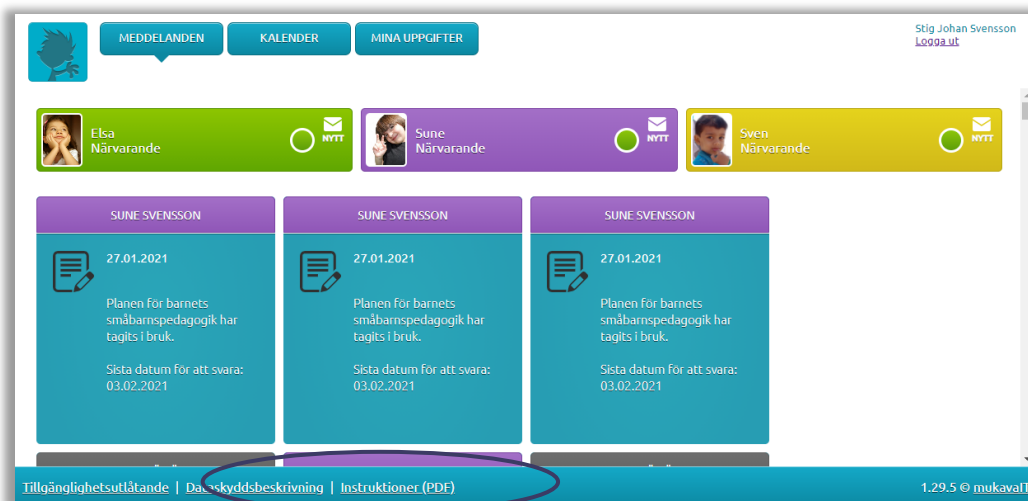 MEDDELANDEN
KALENDER
MINA UPPGIFTER
Stig Johan Svensson
Logga ut
Elsa
Närvarande
NYTT
Sune
Närvarande
NYTT
Sven
Närvarande
NYTT
SUNE SVENSSON
27.01.2021
Planen för barnets
småbarnspedagogik har
tagits i bruk.
Sista datum för att svara:
03.02.2021
SUNE SVENSSON
27.01.2021
Planen för barnets
småbarnspedagogik har
tagits i bruk.
Sista datum för att svara:
03.02.2021
SUNE SVENSSON
27.01.2021
Planen för barnets
småbarnspedagogik har
tagits i bruk.
Sista datum för att svara:
03.02.2021
Tillgänglighetsutlåtande | Dataskyddsbeskrivning | Instruktioner (PDF)
1.29.5 © mukavaIT